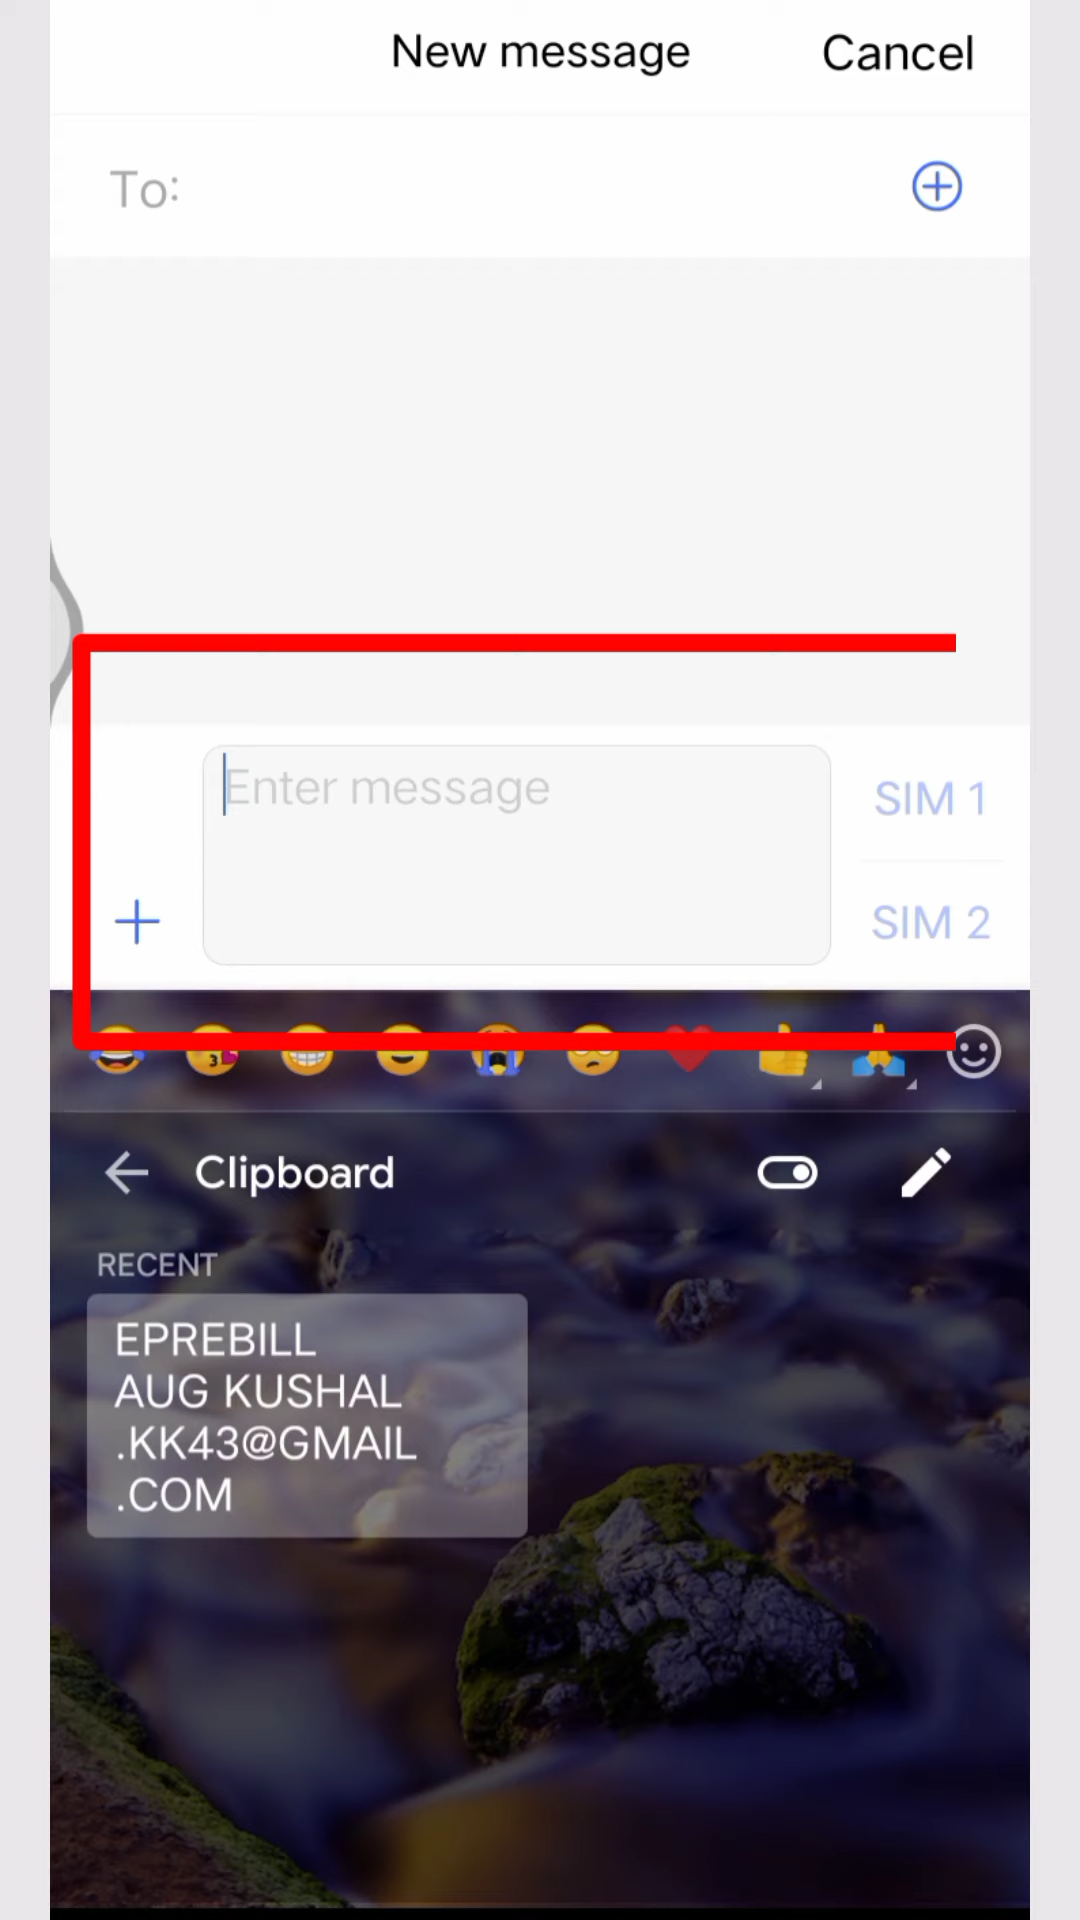 New message Cancel
To:
Enter message
SIM 1
SIM 2
Clipboard
RECENT
EPREBILL
AUG KUSHAL
.KK43@GMAIL
.COM